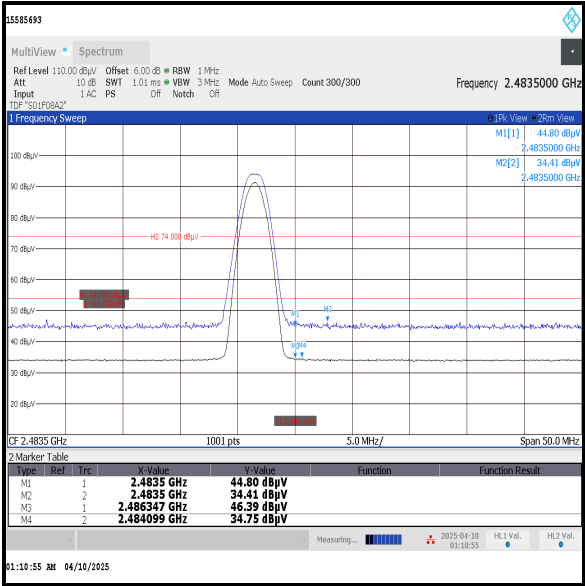 15585693
MultiView Spectrum
Ref Level 110.00 dBµV Offset 6.00 dB RBW 1 MHz
Att 10 dB SWT 1.01 ms VBW 3 MHz Mode Auto Sweep Count 300/300 Frequency 2.4835000 GHz
Input 1 AC PS Off Notch Off
TDF "S01F08A2"
1 Frequency Sweep 1Pk View 2Rm View
M1[1] 44.80 dBµV
2.4835000 GHz
M2[2] 34.41 dBµV
2.4835000 GHz
100 dBµV
90 dBµV
80 dBµV
H2 74.000 dBµV
70 dBµV
60 dBµV
50 dBµV
M1 M3
40 dBµV
M2 M4
30 dBµV
20 dBµV
CF 2.4835 GHz 1001 pts 5.0 MHz/ Span 50.0 MHz
2 Marker Table
Type Ref Trc X-Value Y-Value Function Function Result
M1 1 2.4835 GHz 44.80 dBµV
M2 2 2.4835 GHz 34.41 dBµV
M3 1 2.486347 GHz 46.39 dBµV
M4 2 2.484099 GHz 34.75 dBµV
Measuring... 2025-04-10 01:10:55 HL1 Val. 0 HL2 Val. 0
01:10:55 AM 04/10/2025